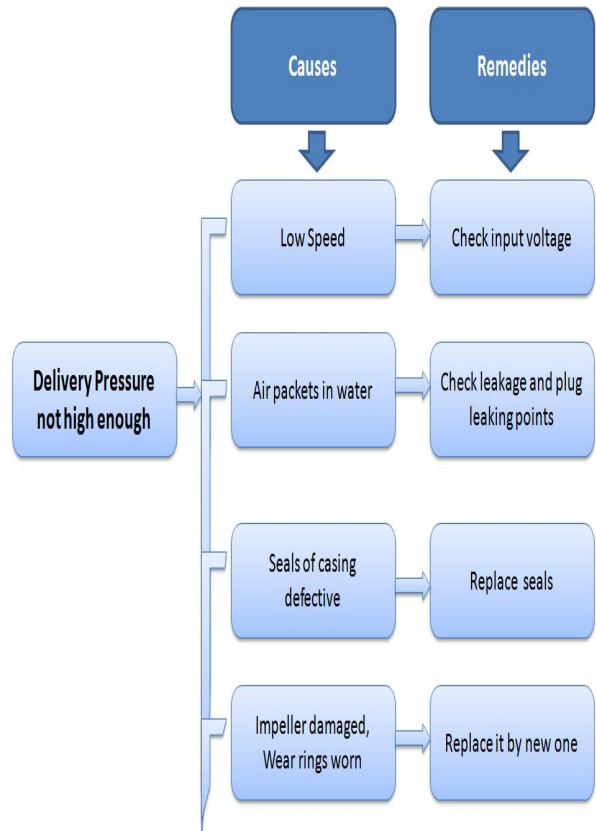 Causes
Remedies
Low Speed
Check input voltage
Delivery Pressure
not high enough
Air packets in water
Check leakage and plug
leaking points
Seals of casing
defective
Replace seals
Impeller damaged,
Wear rings worn
Replace it by new one